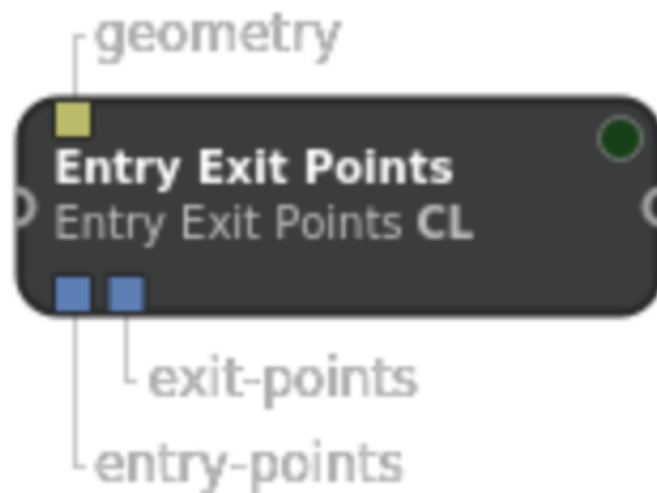 geometry
Entry Exit Points
Entry Exit Points CL
exit-points
entry-points